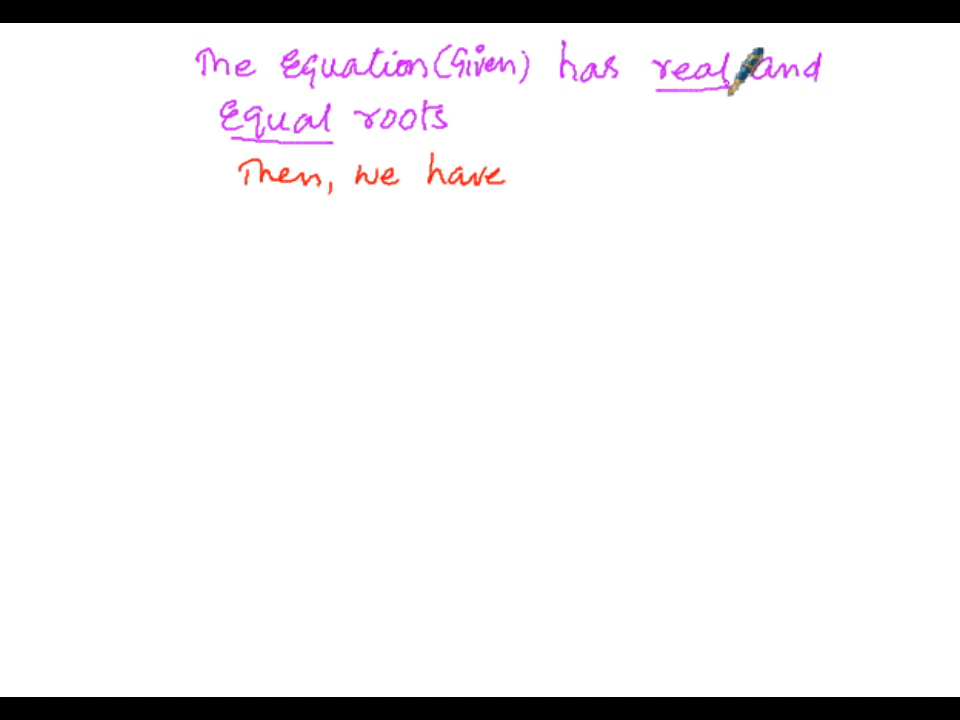 The Equation (Given) has real and
Equal roots
Then, we have